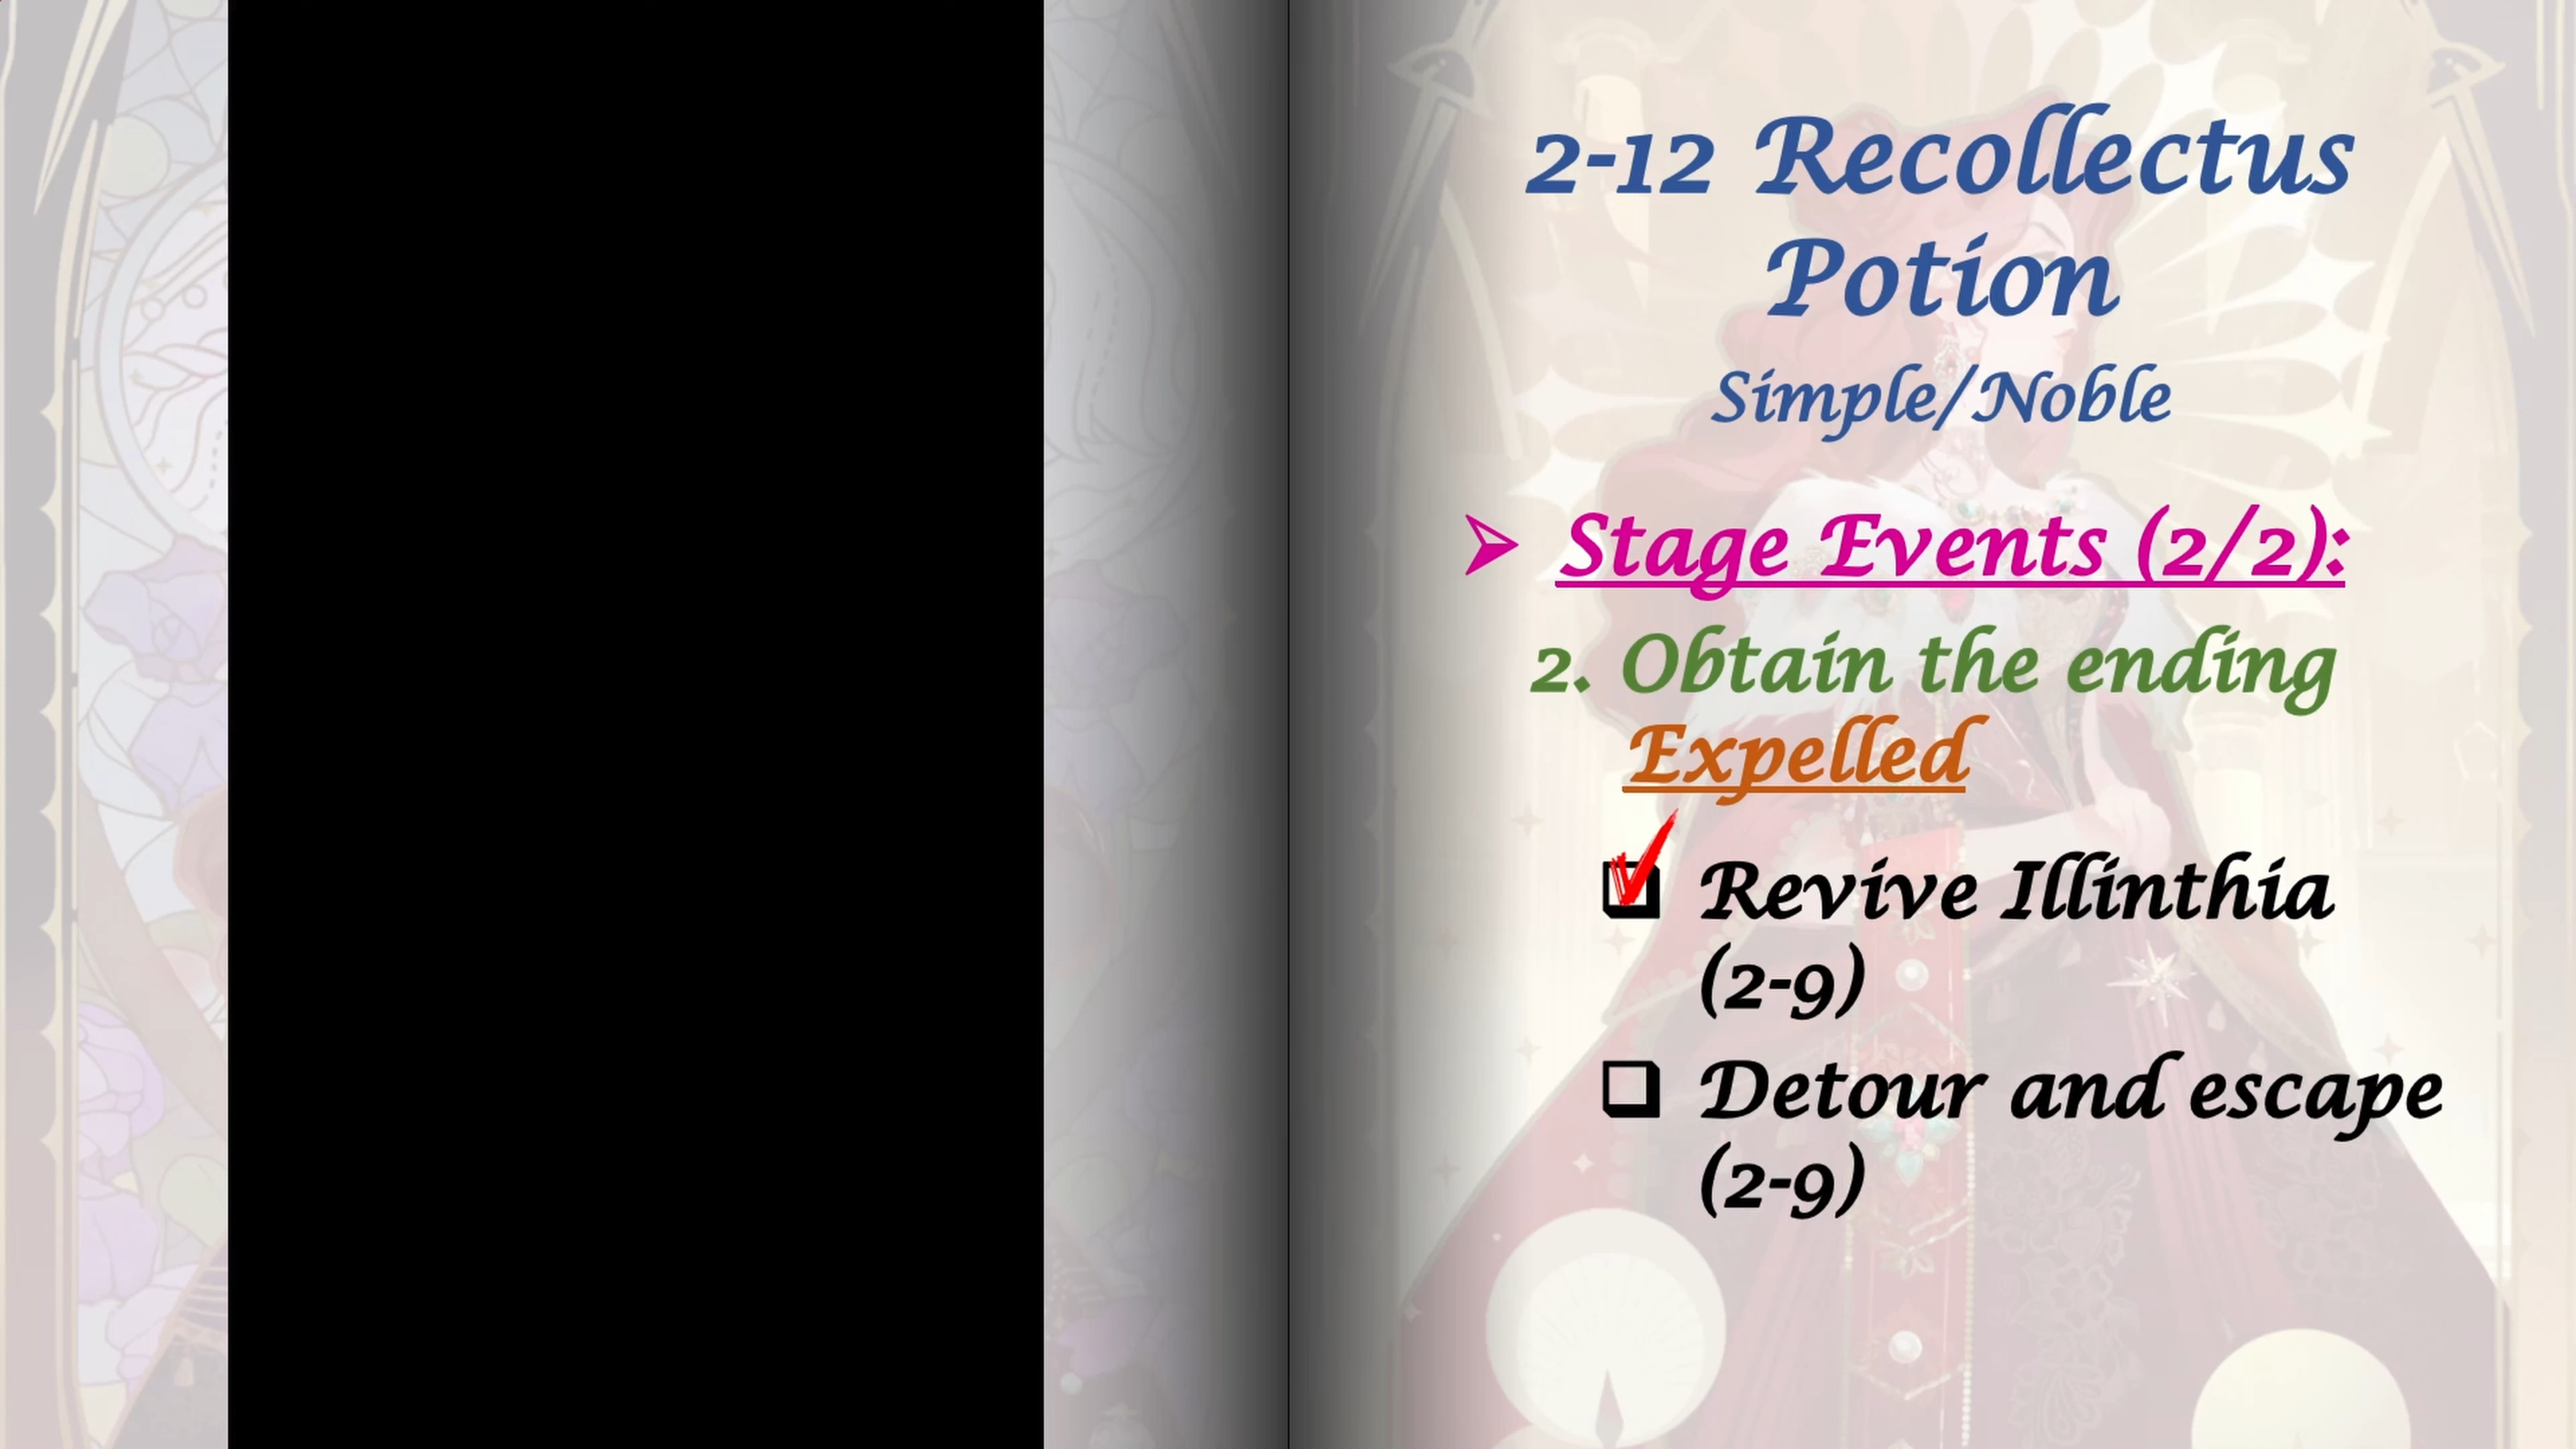 2-12 Recollectus
Potion
Simple/Noble
➢ Stage Events (2/2):
2. Obtain the ending
Expelled
Revive Illinthia
(2-9)
Detour and escape
(2-9)